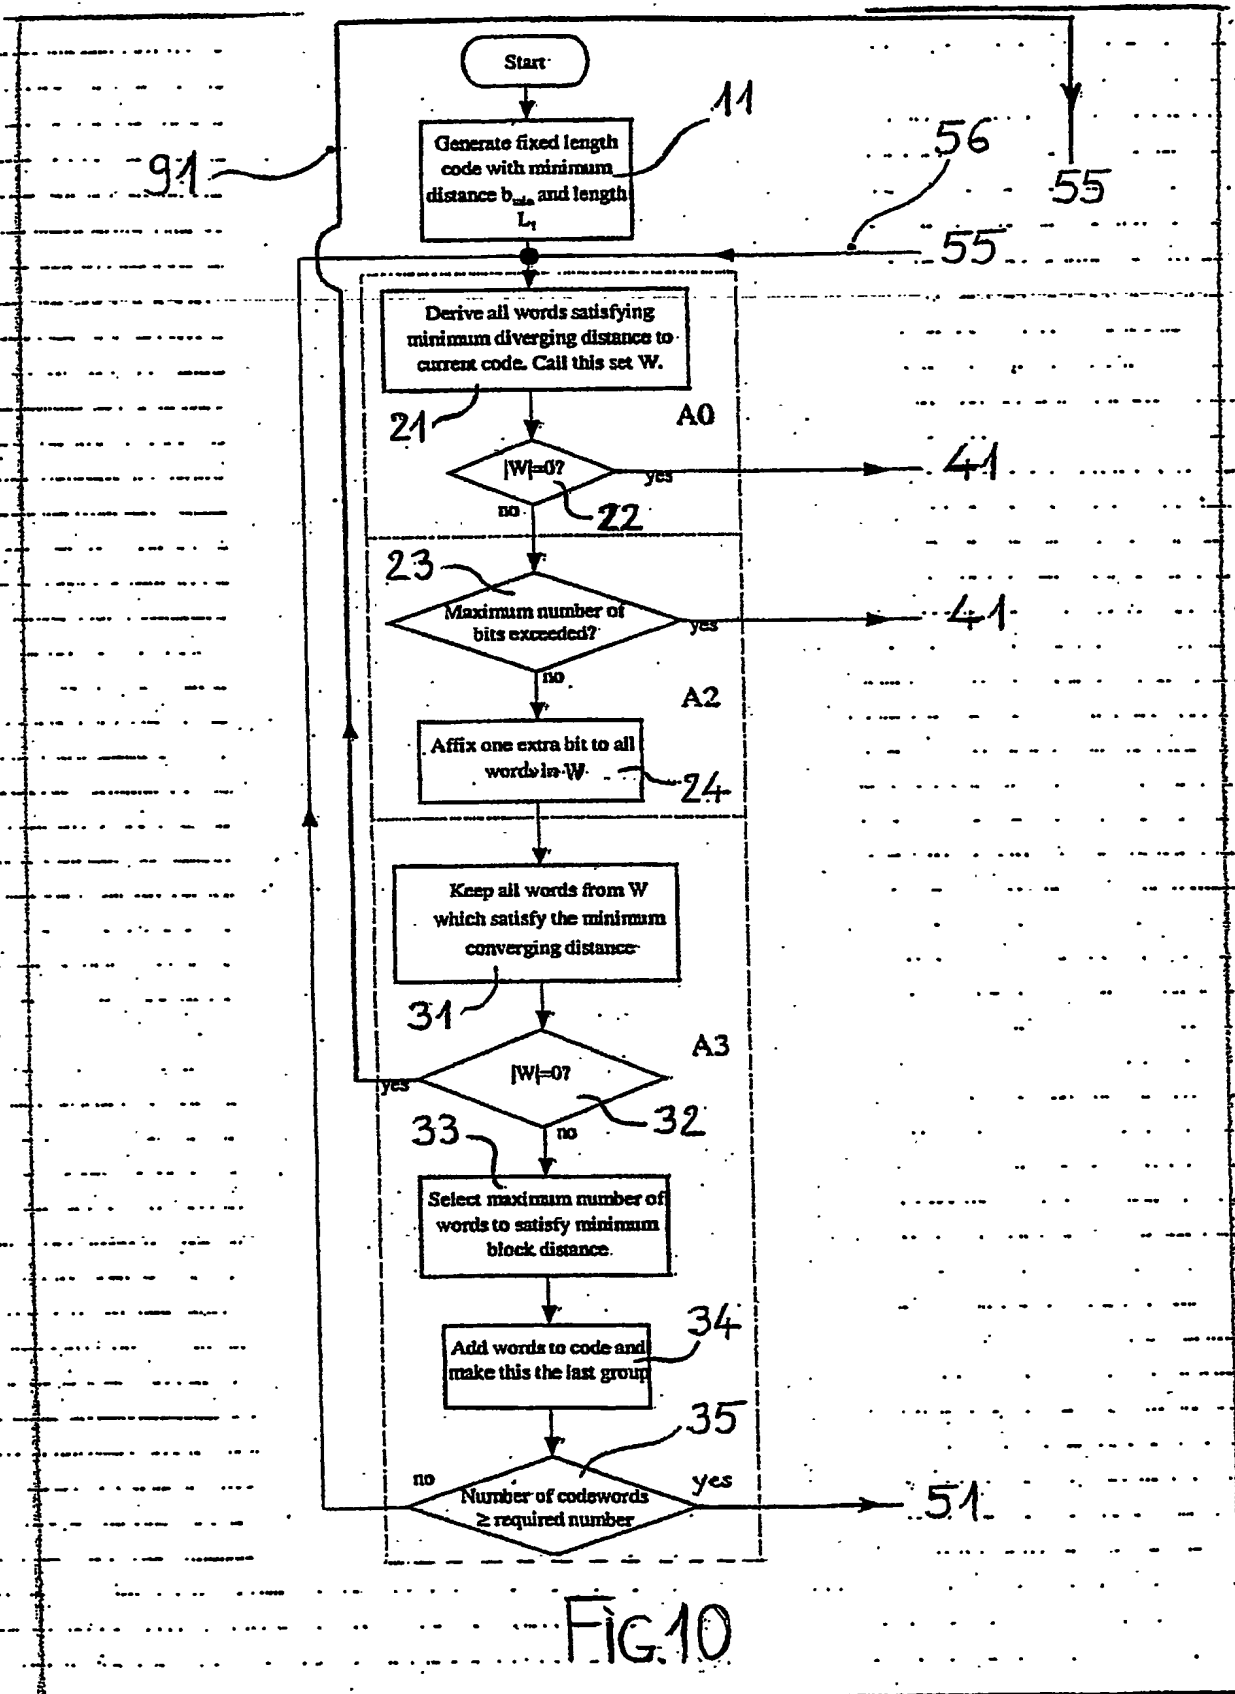 Start
11
Generate fixed length
code with minimum
distance b_min and length
L1
91
56
55
55
Derive all words satisfying
minimum diverging distance to
current code. Call this set W.
21
A0
|W|=0?
yes
41
no
22
23
Maximum number of
bits exceeded?
yes
41
no
A2
Affix one extra bit to all
words in W
24
Keep all words from W
which satisfy the minimum
converging distance
31
A3
|W|=0?
yes
32
no
33
Select maximum number of
words to satisfy minimum
block distance.
34
Add words to code and
make this the last group
35
no
yes
Number of codewords
≥ required number
51
FiG.10